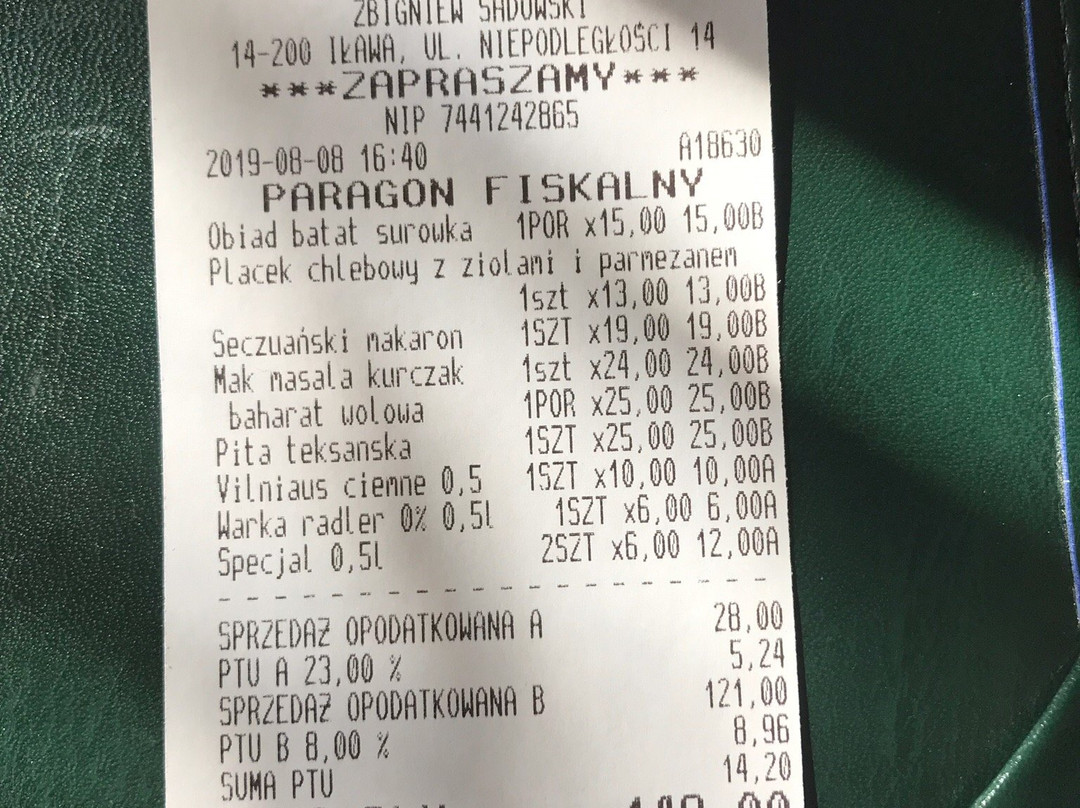 ZBIGNIEW SADOWSKI
14-200 IŁAWA, UL. NIEPODLEGŁOŚCI 14
***ZAPRASZAMY***
NIP 7441242865
2019-08-08 16:40 A18630
PARAGON FISKALNY
Obiad batat surowka 1POR x15,00 15,00B
Placek chlebowy z ziolami i parmezanem
1szt x13,00 13,00B
Seczuański makaron 1SZT x19,00 19,00B
Mak masala kurczak 1szt x24,00 24,00B
baharat wolowa 1POR x25,00 25,00B
Pita teksanska 1SZT x25,00 25,00B
Vilniaus ciemne 0,5 1SZT x10,00 10,00A
Warka radler 0% 0,5l 1SZT x6,00 6,00A
Specjal 0,5l 2SZT x6,00 12,00A
- - - - - - - - - - - - - - - - - - - -
SPRZEDAŻ OPODATKOWANA A 28,00
PTU A 23,00 % 5,24
SPRZEDAŻ OPODATKOWANA B 121,00
PTU B 8,00 % 8,96
SUMA PTU 14,20